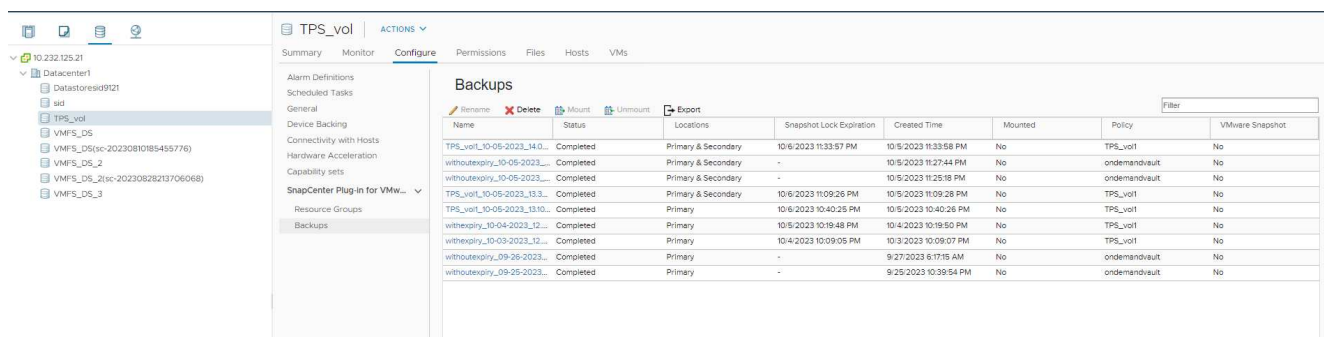 TPS_vol ACTIONS
Summary Monitor Configure Permissions Files Hosts VMs
10.232.125.21
Datacenter1
Datastoresid9121
sid
TPS_vol
VMFS_DS
VMFS_DS(sc-20230810185455776)
VMFS_DS_2
VMFS_DS_2(sc-20230828213706068)
VMFS_DS_3
Alarm Definitions
Scheduled Tasks
General
Device Backing
Connectivity with Hosts
Hardware Acceleration
Capability sets
SnapCenter Plug-in for VMw...
Resource Groups
Backups
Backups
Rename Delete Mount Unmount Export Filter
Name Status Locations Snapshot Lock Expiration Created Time Mounted Policy VMware Snapshot
TPS_vol1_10-05-2023_14.0... Completed Primary & Secondary 10/6/2023 11:33:57 PM 10/5/2023 11:33:58 PM No TPS_vol1 No
withoutexpiry_10-05-2023_... Completed Primary & Secondary - 10/5/2023 11:27:44 PM No ondemandvault No
withoutexpiry_10-05-2023_... Completed Primary & Secondary - 10/5/2023 11:25:18 PM No ondemandvault No
TPS_vol1_10-05-2023_13.3... Completed Primary & Secondary 10/6/2023 11:09:26 PM 10/5/2023 11:09:28 PM No TPS_vol1 No
TPS_vol1_10-05-2023_13.10... Completed Primary 10/6/2023 10:40:25 PM 10/5/2023 10:40:26 PM No TPS_vol1 No
withexpiry_10-04-2023_12.... Completed Primary 10/5/2023 10:19:48 PM 10/4/2023 10:19:50 PM No TPS_vol1 No
withexpiry_10-03-2023_12.... Completed Primary 10/4/2023 10:09:05 PM 10/3/2023 10:09:07 PM No TPS_vol1 No
withoutexpiry_09-26-2023... Completed Primary - 9/27/2023 6:17:15 AM No ondemandvault No
withoutexpiry_09-25-2023... Completed Primary - 9/25/2023 10:39:54 PM No ondemandvault No